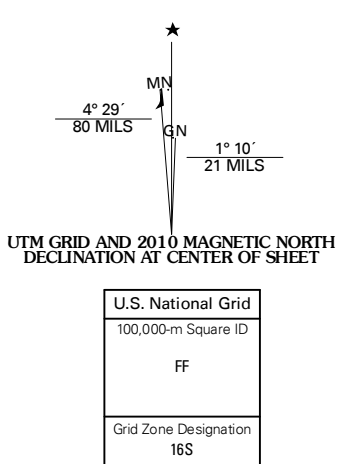 MN
4° 29´
80 MILS
GN
1° 10´
21 MILS
UTM GRID AND 2010 MAGNETIC NORTH
DECLINATION AT CENTER OF SHEET
U.S. National Grid
100,000-m Square ID
FF
Grid Zone Designation
16S